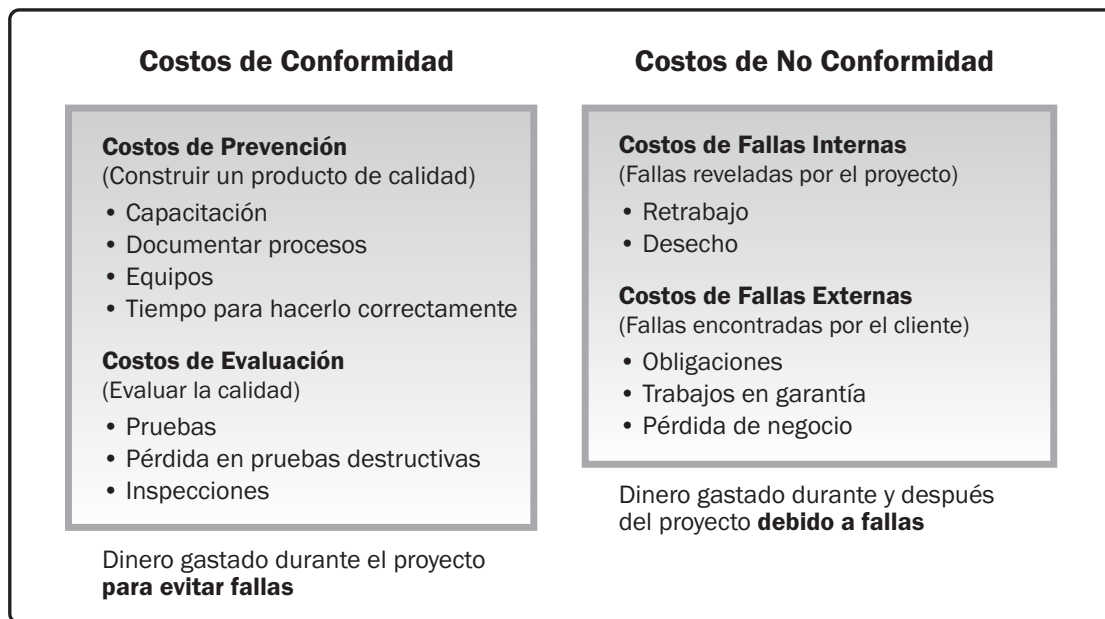 Costos de Conformidad
Costos de Prevención
(Construir un producto de calidad)
• Capacitación
• Documentar procesos
• Equipos
• Tiempo para hacerlo correctamente
Costos de Evaluación
(Evaluar la calidad)
• Pruebas
• Pérdida en pruebas destructivas
• Inspecciones
Dinero gastado durante el proyecto
para evitar fallas
Costos de No Conformidad
Costos de Fallas Internas
(Fallas reveladas por el proyecto)
• Retrabajo
• Desecho
Costos de Fallas Externas
(Fallas encontradas por el cliente)
• Obligaciones
• Trabajos en garantía
• Pérdida de negocio
Dinero gastado durante y después
del proyecto debido a fallas